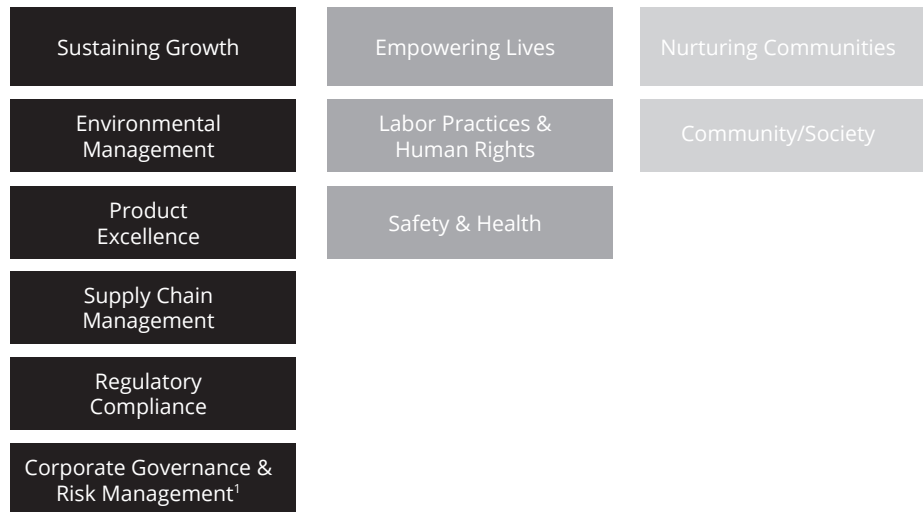 Sustaining Growth
Environmental
Management
Product
Excellence
Supply Chain
Management
Regulatory
Compliance
Corporate Governance &
Risk Management¹
Empowering Lives
Labor Practices &
Human Rights
Safety & Health
Nurturing Communities
Community/Society